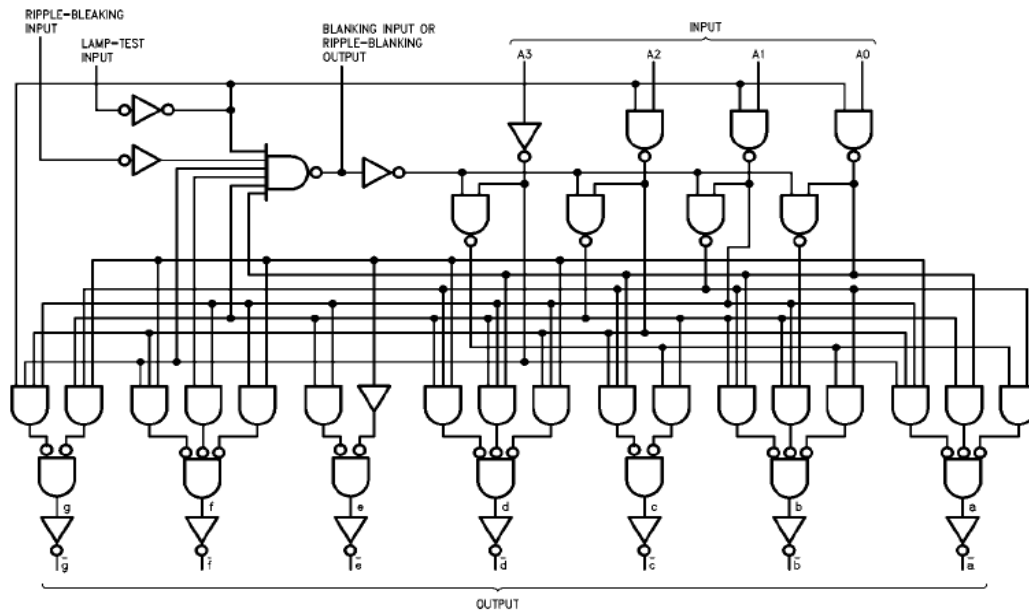 RIPPLE-BLEAKING
INPUT
LAMP-TEST
INPUT
BLANKING INPUT OR
RIPPLE-BLANKING
OUTPUT
INPUT
A3 A2 A1 A0
g f e d c b a
g̅ f̅ e̅ d̅ c̅ b̅ a̅
OUTPUT